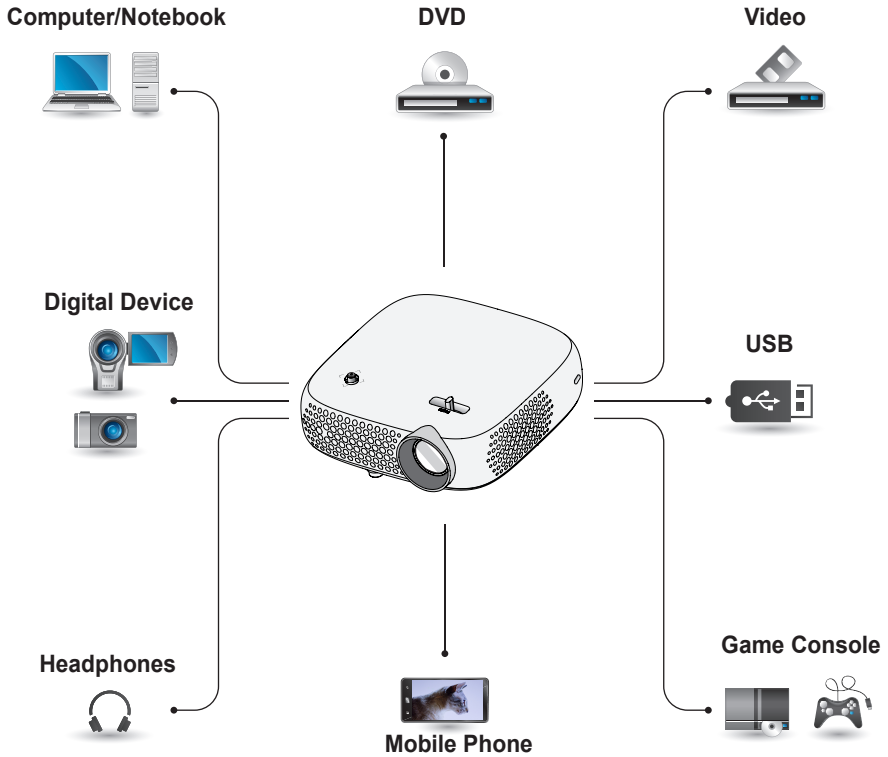 Computer/Notebook
DVD
Video
Digital Device
USB
Headphones
Game Console
Mobile Phone